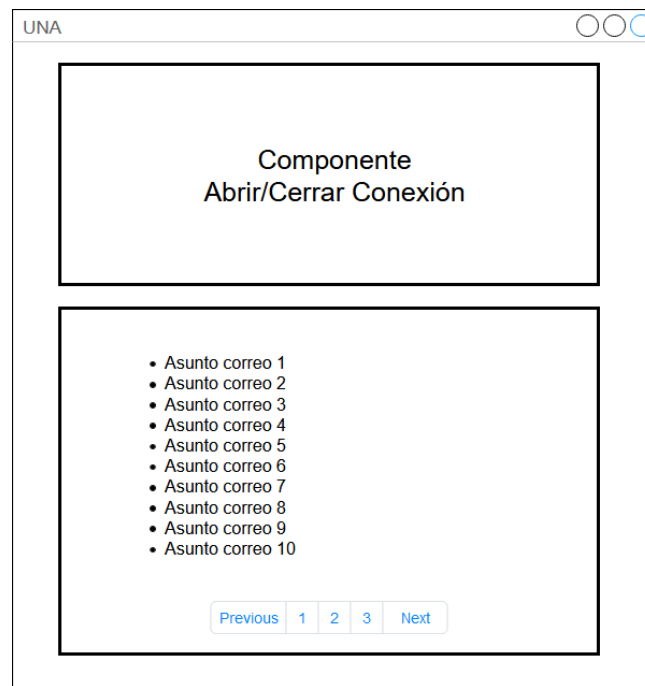 UNA
Componente
Abrir/Cerrar Conexión
Asunto correo 1
Asunto correo 2
Asunto correo 3
Asunto correo 4
Asunto correo 5
Asunto correo 6
Asunto correo 7
Asunto correo 8
Asunto correo 9
Asunto correo 10
Previous 1 2 3 Next